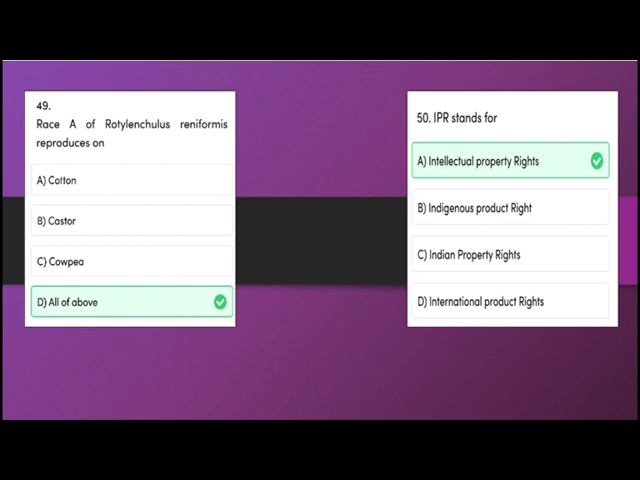 49.
Race A of Rotylenchulus reniformis
reproduces on
A) Cotton
B) Castor
C) Cowpea
D) All of above
50. IPR stands for
A) Intellectual property Rights
B) Indigenous product Right
C) Indian Property Rights
D) International product Rights